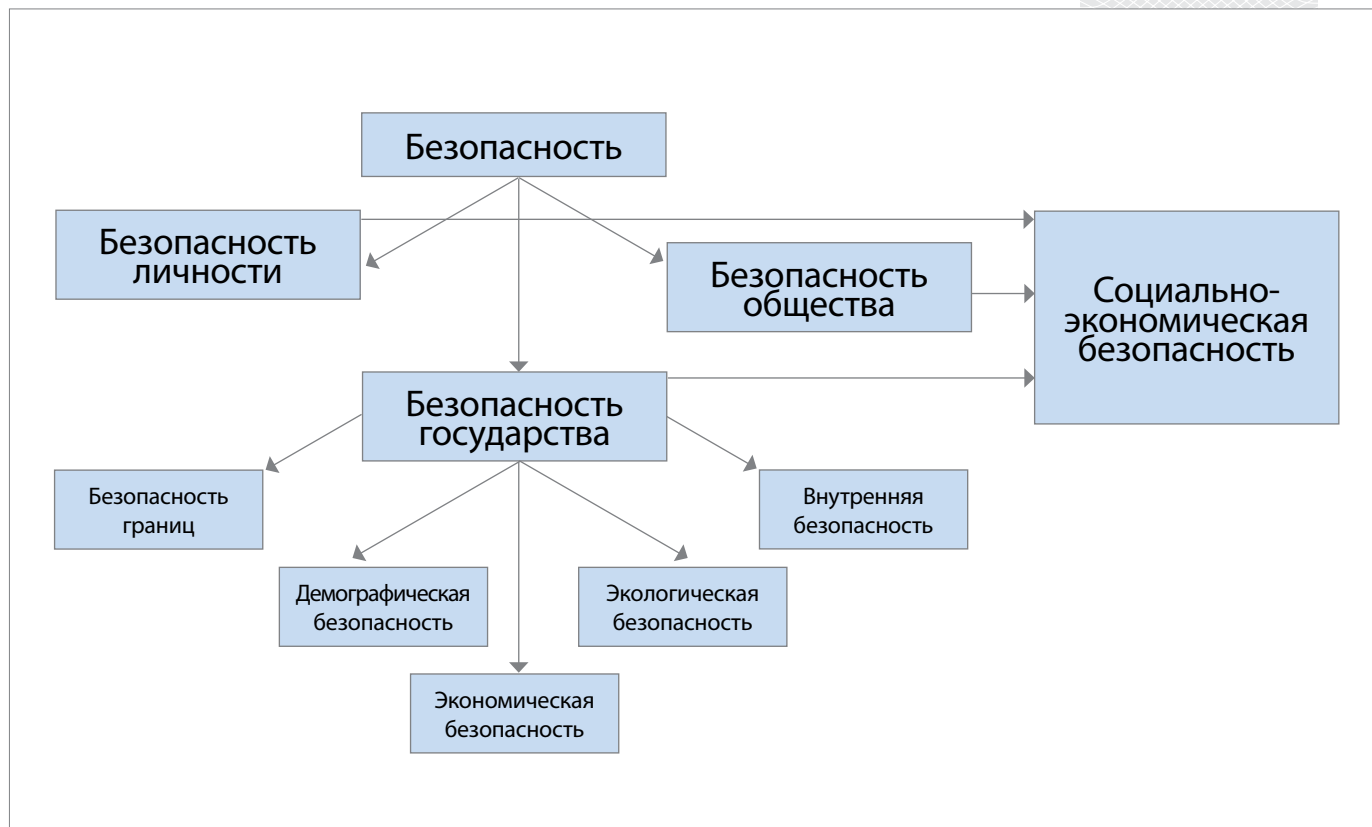 Безопасность
Безопасность
личности
Безопасность
общества
Социально-
экономическая
безопасность
Безопасность
государства
Безопасность
границ
Внутренняя
безопасность
Демографическая
безопасность
Экологическая
безопасность
Экономическая
безопасность